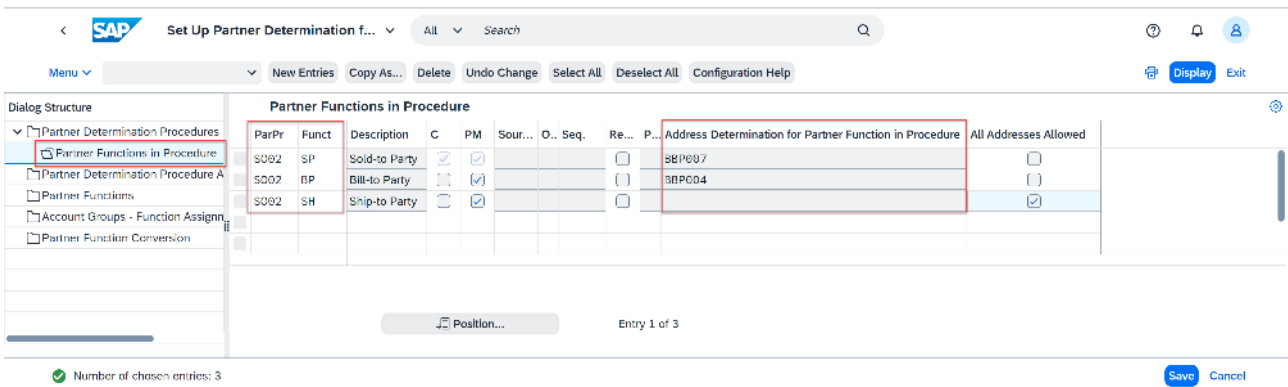 SAP Set Up Partner Determination f... All Search
Menu New Entries Copy As... Delete Undo Change Select All Deselect All Configuration Help Display Exit
Dialog Structure
Partner Determination Procedures
Partner Functions in Procedure
Partner Determination Procedure A
Partner Functions
Account Groups - Function Assignn
Partner Function Conversion
Partner Functions in Procedure
ParPr Funct Description C PM Sour... O.. Seq. Re... P... Address Determination for Partner Function in Procedure All Addresses Allowed
SO02 SP Sold-to Party BBP007
SO02 BP Bill-to Party BBP004
SO02 SH Ship-to Party
Position... Entry 1 of 3
Number of chosen entries: 3 Save Cancel